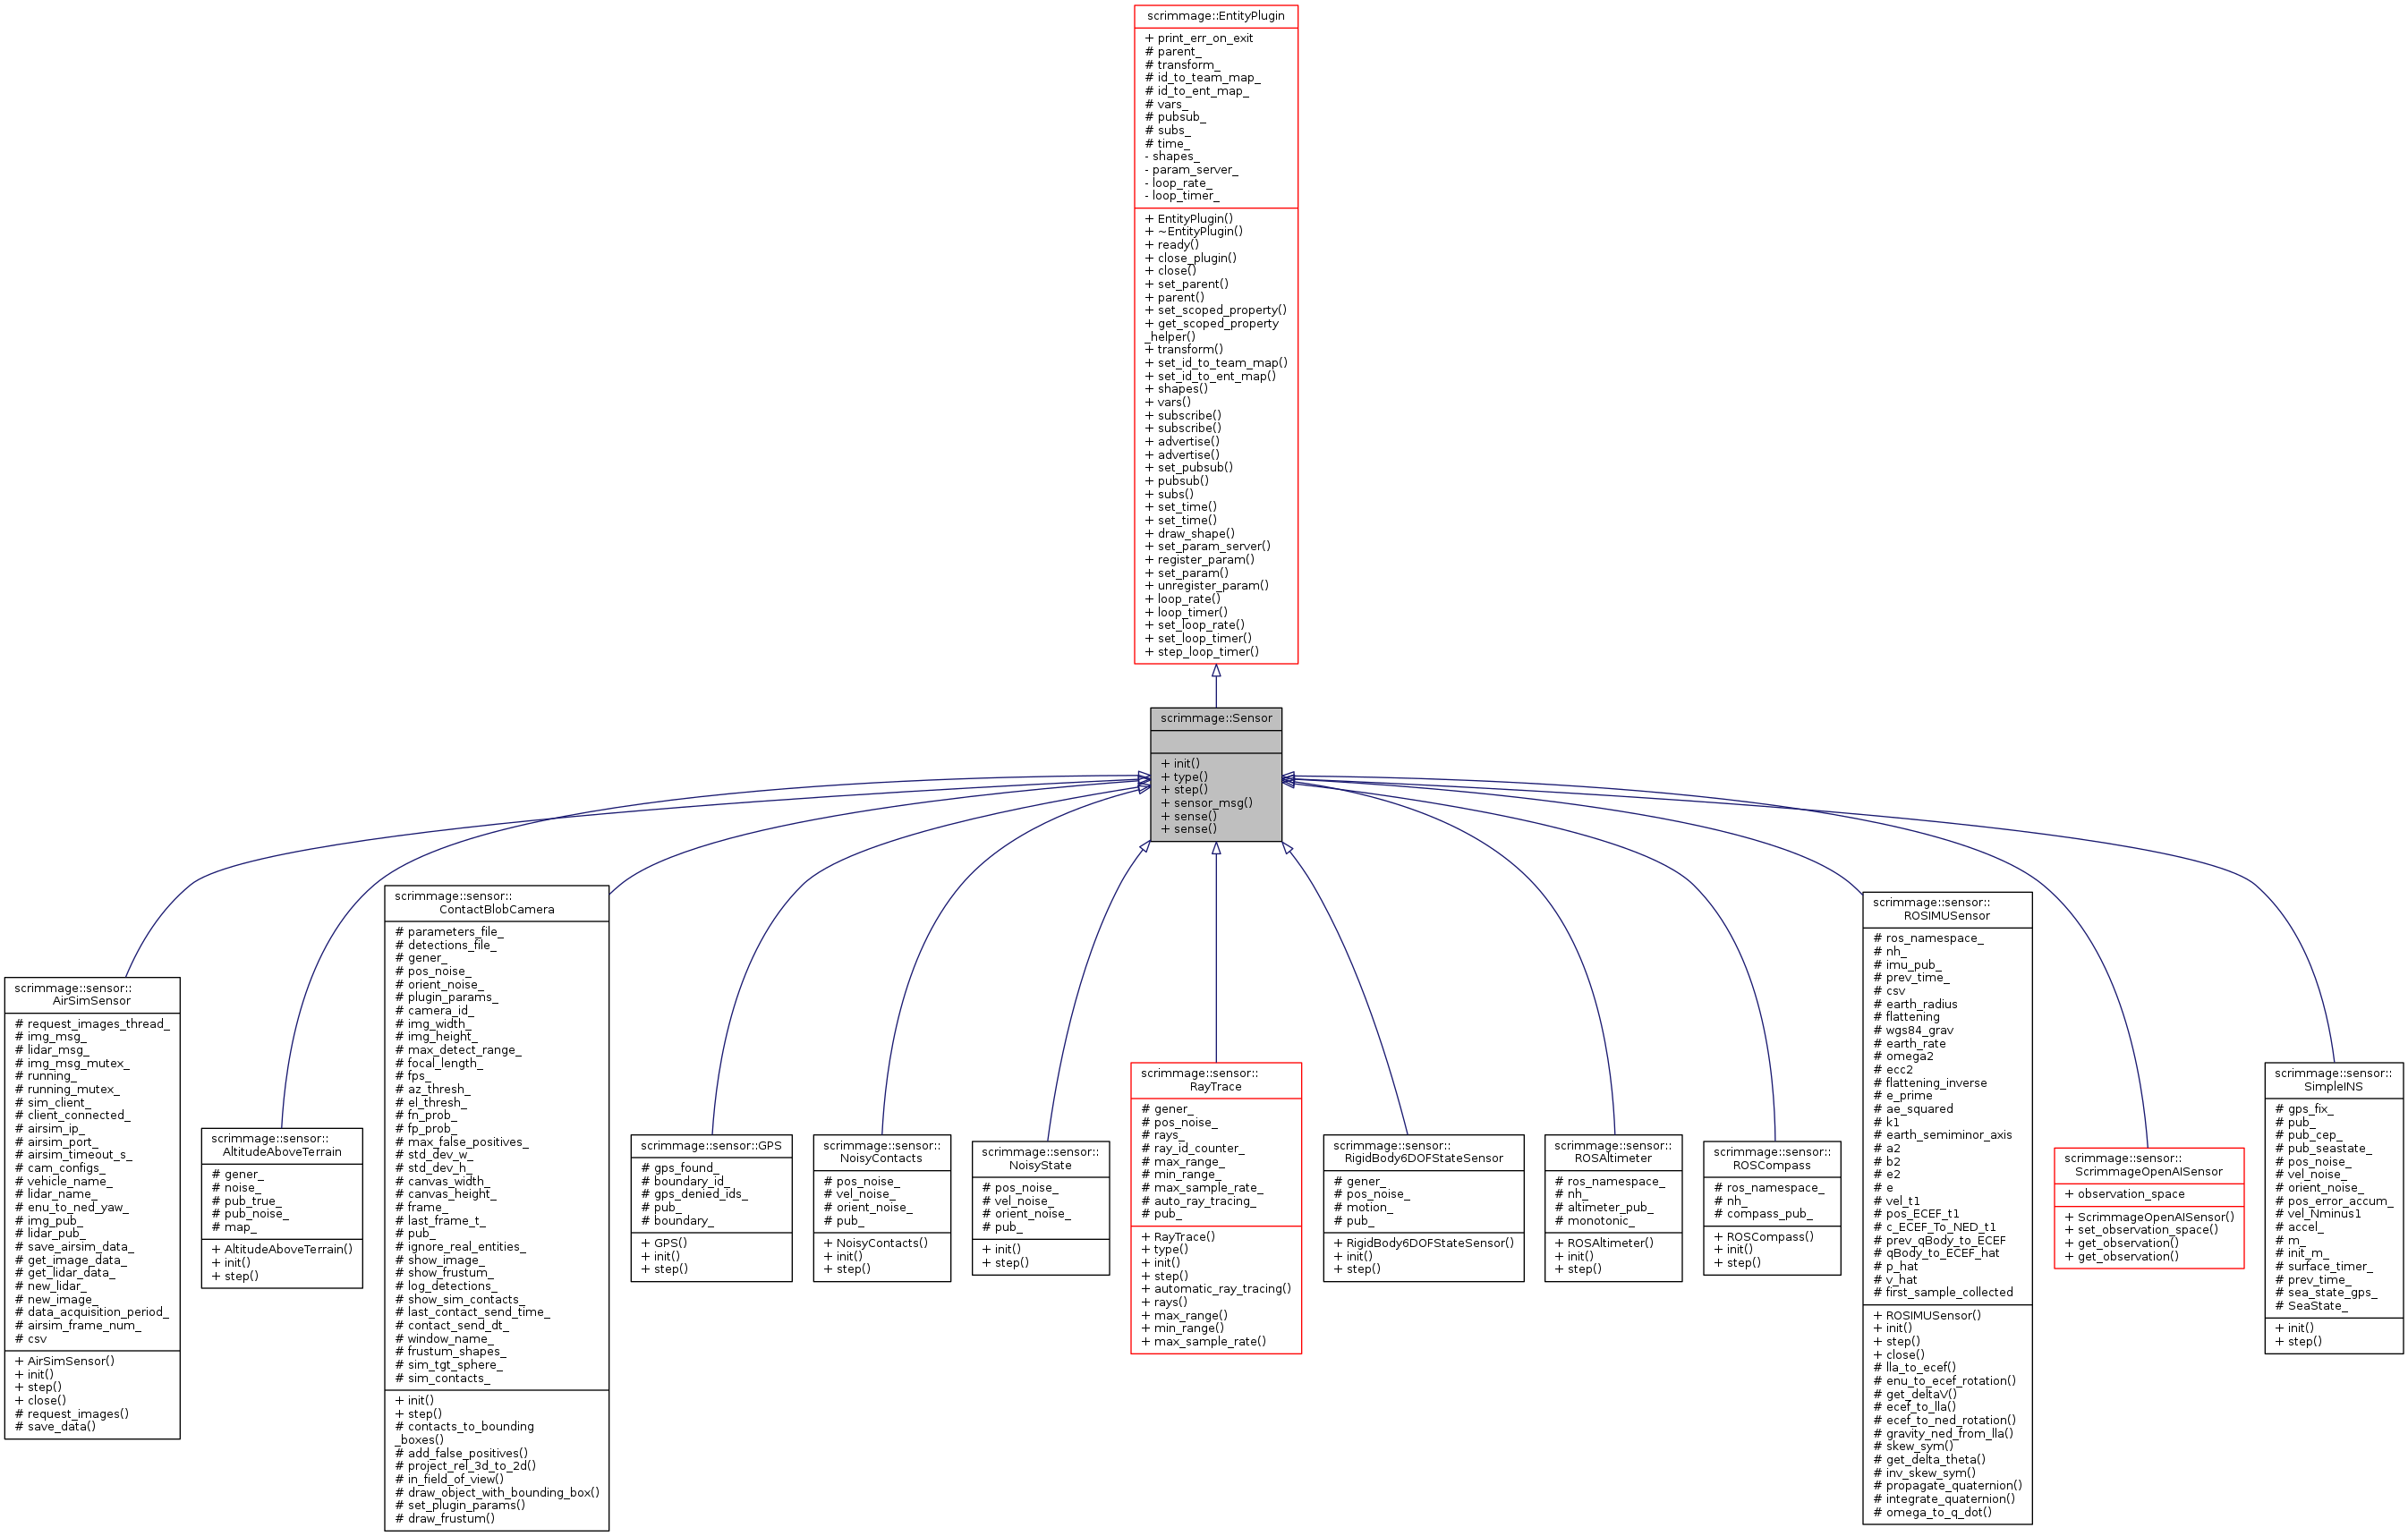 scrimmage::EntityPlugin
+ print_err_on_exit
# parent_
# transform_
# id_to_team_map_
# id_to_ent_map_
# vars_
# pubsub_
# subs_
# time_
- shapes_
- param_server_
- loop_rate_
- loop_timer_
+ EntityPlugin()
+ ~EntityPlugin()
+ ready()
+ close_plugin()
+ close()
+ set_parent()
+ parent()
+ set_scoped_property()
+ get_scoped_property
_helper()
+ transform()
+ set_id_to_team_map()
+ set_id_to_ent_map()
+ shapes()
+ vars()
+ subscribe()
+ subscribe()
+ advertise()
+ advertise()
+ set_pubsub()
+ pubsub()
+ subs()
+ set_time()
+ set_time()
+ draw_shape()
+ set_param_server()
+ register_param()
+ set_param()
+ unregister_param()
+ loop_rate()
+ loop_timer()
+ set_loop_rate()
+ set_loop_timer()
+ step_loop_timer()
scrimmage::Sensor
+ init()
+ type()
+ step()
+ sensor_msg()
+ sense()
+ sense()
scrimmage::sensor::
AirSimSensor
# request_images_thread_
# img_msg_
# lidar_msg_
# img_msg_mutex_
# running_
# running_mutex_
# sim_client_
# client_connected_
# airsim_ip_
# airsim_port_
# airsim_timeout_s_
# cam_configs_
# vehicle_name_
# lidar_name_
# enu_to_ned_yaw_
# img_pub_
# lidar_pub_
# save_airsim_data_
# get_image_data_
# get_lidar_data_
# new_lidar_
# new_image_
# data_acquisition_period_
# airsim_frame_num_
# csv
+ AirSimSensor()
+ init()
+ step()
+ close()
# request_images()
# save_data()
scrimmage::sensor::
AltitudeAboveTerrain
# gener_
# noise_
# pub_true_
# pub_noise_
# map_
+ AltitudeAboveTerrain()
+ init()
+ step()
scrimmage::sensor::
ContactBlobCamera
# parameters_file_
# detections_file_
# gener_
# pos_noise_
# orient_noise_
# plugin_params_
# camera_id_
# img_width_
# img_height_
# max_detect_range_
# focal_length_
# fps_
# az_thresh_
# el_thresh_
# fn_prob_
# fp_prob_
# max_false_positives_
# std_dev_w_
# std_dev_h_
# canvas_width_
# canvas_height_
# frame_
# last_frame_t_
# pub_
# ignore_real_entities_
# show_image_
# show_frustum_
# log_detections_
# show_sim_contacts_
# last_contact_send_time_
# contact_send_dt_
# window_name_
# frustum_shapes_
# sim_tgt_sphere_
# sim_contacts_
+ init()
+ step()
# contacts_to_bounding
_boxes()
# add_false_positives()
# project_rel_3d_to_2d()
# in_field_of_view()
# draw_object_with_bounding_box()
# set_plugin_params()
# draw_frustum()
scrimmage::sensor::GPS
# gps_found_
# boundary_id_
# gps_denied_ids_
# pub_
# boundary_
+ GPS()
+ init()
+ step()
scrimmage::sensor::
NoisyContacts
# pos_noise_
# vel_noise_
# orient_noise_
# pub_
+ NoisyContacts()
+ init()
+ step()
scrimmage::sensor::
NoisyState
# pos_noise_
# vel_noise_
# orient_noise_
# pub_
+ init()
+ step()
scrimmage::sensor::
RayTrace
# gener_
# pos_noise_
# rays_
# ray_id_counter_
# max_range_
# min_range_
# max_sample_rate_
# auto_ray_tracing_
# pub_
+ RayTrace()
+ type()
+ init()
+ step()
+ automatic_ray_tracing()
+ rays()
+ max_range()
+ min_range()
+ max_sample_rate()
scrimmage::sensor::
RigidBody6DOFStateSensor
# gener_
# pos_noise_
# motion_
# pub_
+ RigidBody6DOFStateSensor()
+ init()
+ step()
scrimmage::sensor::
ROSAltimeter
# ros_namespace_
# nh_
# altimeter_pub_
# monotonic_
+ ROSAltimeter()
+ init()
+ step()
scrimmage::sensor::
ROSCompass
# ros_namespace_
# nh_
# compass_pub_
+ ROSCompass()
+ init()
+ step()
scrimmage::sensor::
ROSIMUSensor
# ros_namespace_
# nh_
# imu_pub_
# prev_time_
# csv
# earth_radius
# flattening
# wgs84_grav
# earth_rate
# omega2
# ecc2
# flattening_inverse
# e_prime
# ae_squared
# k1
# earth_semiminor_axis
# a2
# b2
# e2
# e
# vel_t1
# pos_ECEF_t1
# c_ECEF_To_NED_t1
# prev_qBody_to_ECEF
# qBody_to_ECEF_hat
# p_hat
# v_hat
# first_sample_collected
+ ROSIMUSensor()
+ init()
+ step()
+ close()
# lla_to_ecef()
# enu_to_ecef_rotation()
# get_deltaV()
# ecef_to_lla()
# ecef_to_ned_rotation()
# gravity_ned_from_lla()
# skew_sym()
# get_delta_theta()
# inv_skew_sym()
# propagate_quaternion()
# integrate_quaternion()
# omega_to_q_dot()
scrimmage::sensor::
ScrimmageOpenAISensor
+ observation_space
+ ScrimmageOpenAISensor()
+ set_observation_space()
+ get_observation()
+ get_observation()
scrimmage::sensor::
SimpleINS
# gps_fix_
# pub_
# pub_cep_
# pub_seastate_
# pos_noise_
# vel_noise_
# orient_noise_
# pos_error_accum_
# vel_Nminus1
# accel_
# m_
# init_m_
# surface_timer_
# prev_time_
# sea_state_gps_
# SeaState_
+ init()
+ step()